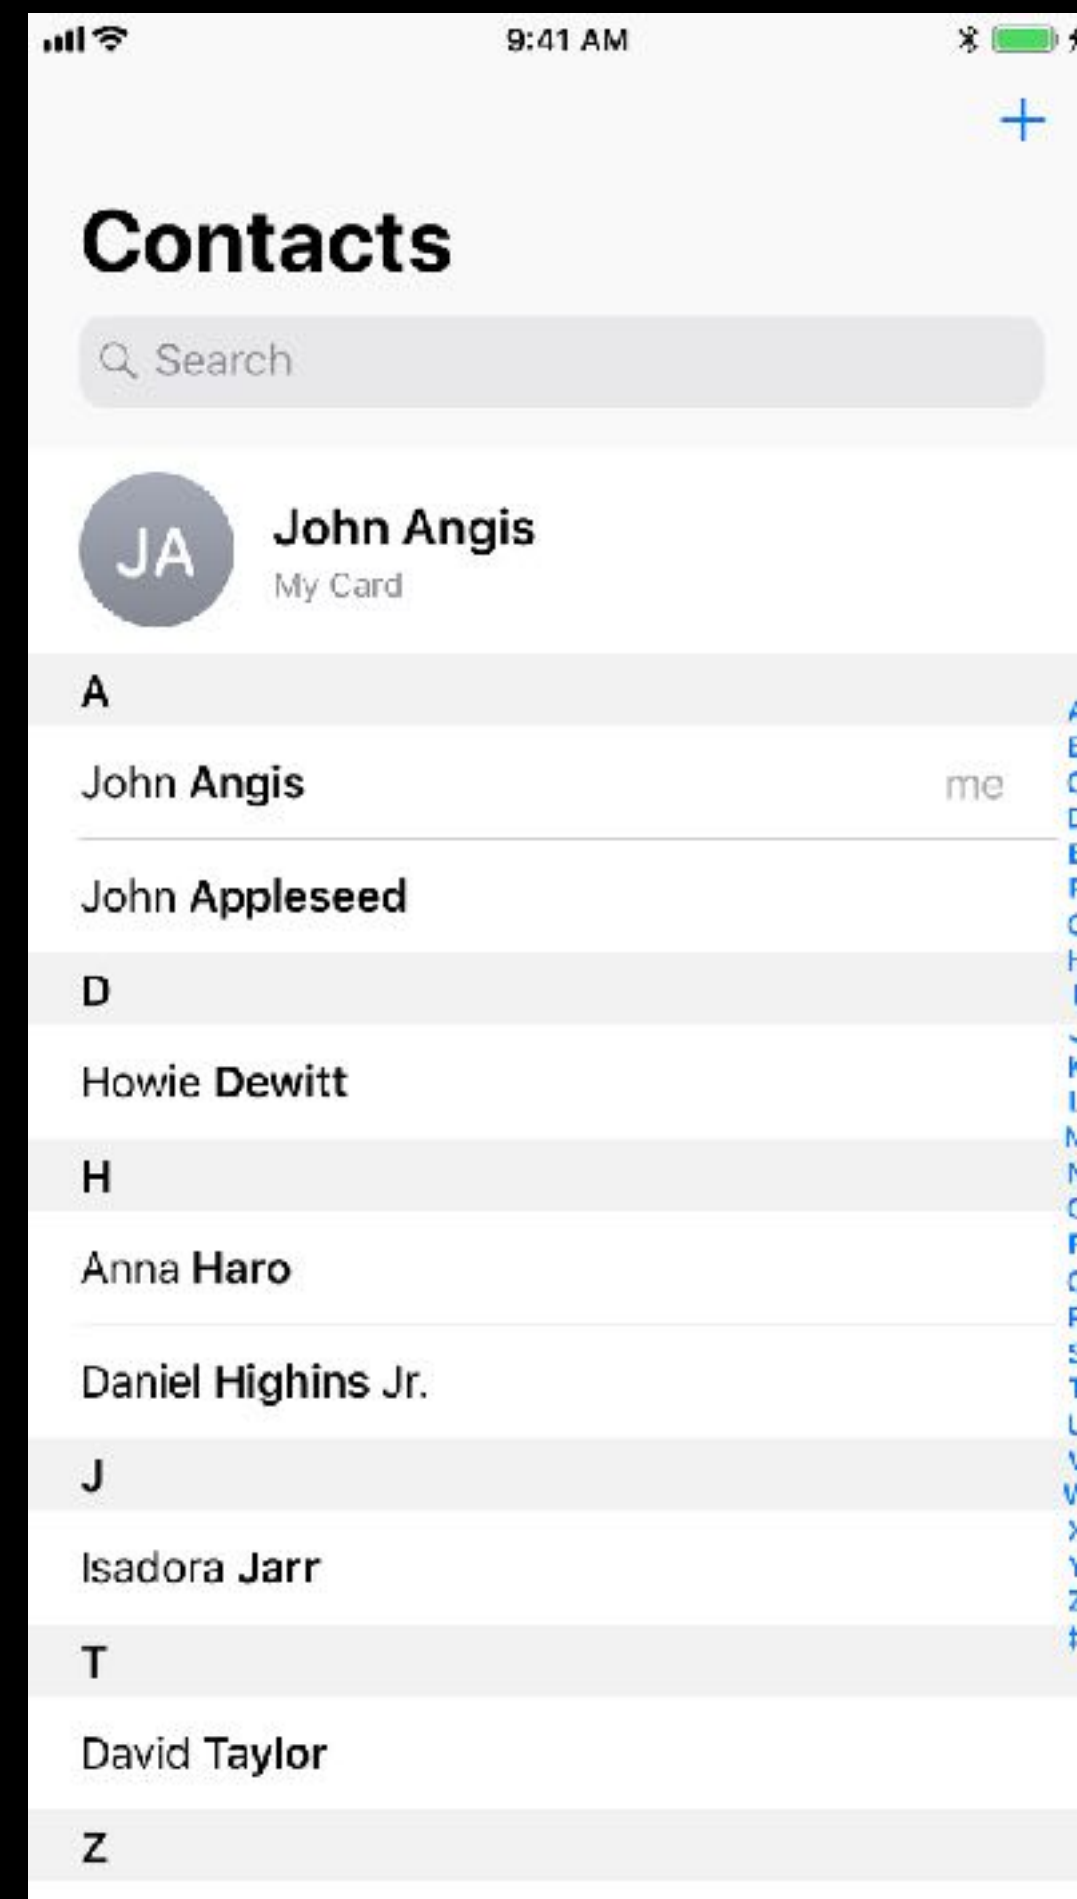 9:41 AM
Contacts
Search
JA
John Angis
My Card
A
John Angis me
John Appleseed
D
Howie Dewitt
H
Anna Haro
Daniel Highins Jr.
J
Isadora Jarr
T
David Taylor
Z